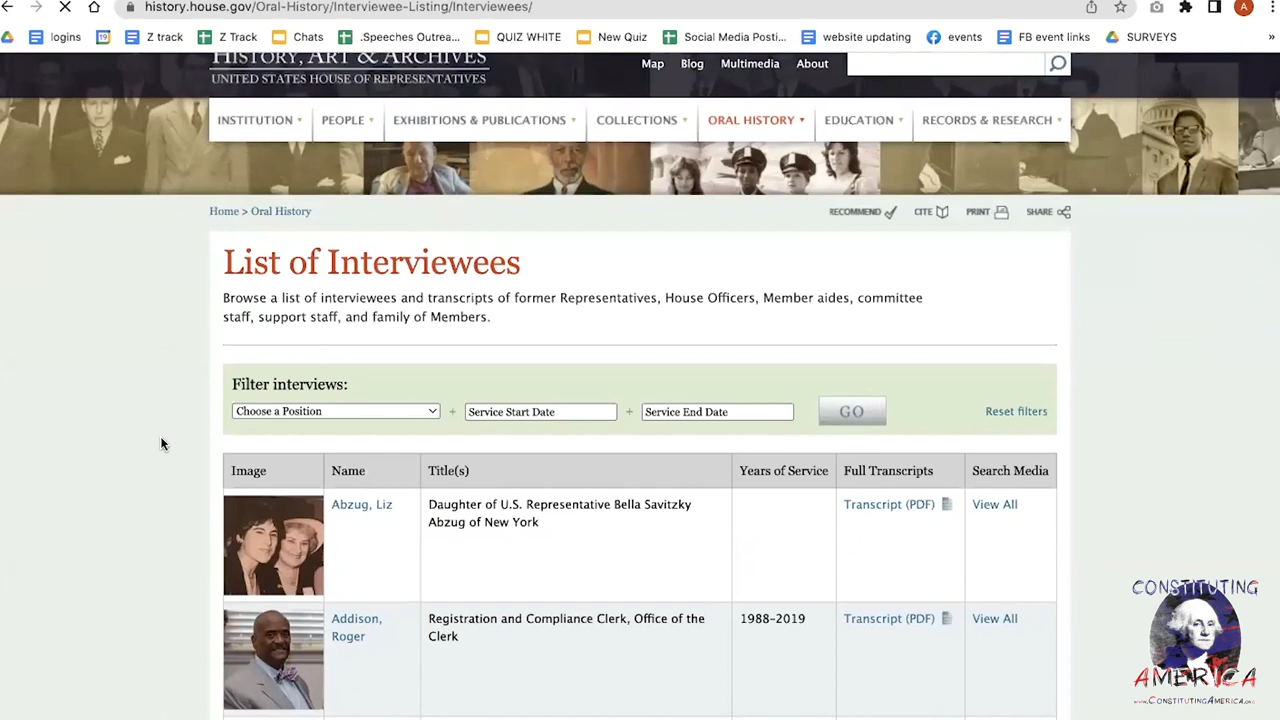 history.house.gov/Oral-History/Interviewee-Listing/Interviewees/
A
logins
19
Z track
Z Track
Chats
.Speeches Outrea...
QUIZ WHITE
New Quiz
Social Media Posti...
website updating
events
FB event links
SURVEYS
»
HISTORY, ART & ARCHIVES
UNITED STATES HOUSE OF REPRESENTATIVES
Map Blog Multimedia About
INSTITUTION PEOPLE EXHIBITIONS & PUBLICATIONS COLLECTIONS ORAL HISTORY EDUCATION RECORDS & RESEARCH
Home > Oral History
RECOMMEND CITE PRINT SHARE
List of Interviewees
Browse a list of interviewees and transcripts of former Representatives, House Officers, Member aides, committee
staff, support staff, and family of Members.
Filter interviews:
Choose a Position + Service Start Date + Service End Date GO Reset filters
Image Name Title(s) Years of Service Full Transcripts Search Media
Abzug, Liz
Daughter of U.S. Representative Bella Savitzky
Abzug of New York
Transcript (PDF)
View All
Addison,
Roger
Registration and Compliance Clerk, Office of the
Clerk
1988-2019
Transcript (PDF)
View All
CONSTITUTING
AMERICA
www.ConstitutingAmerica.org